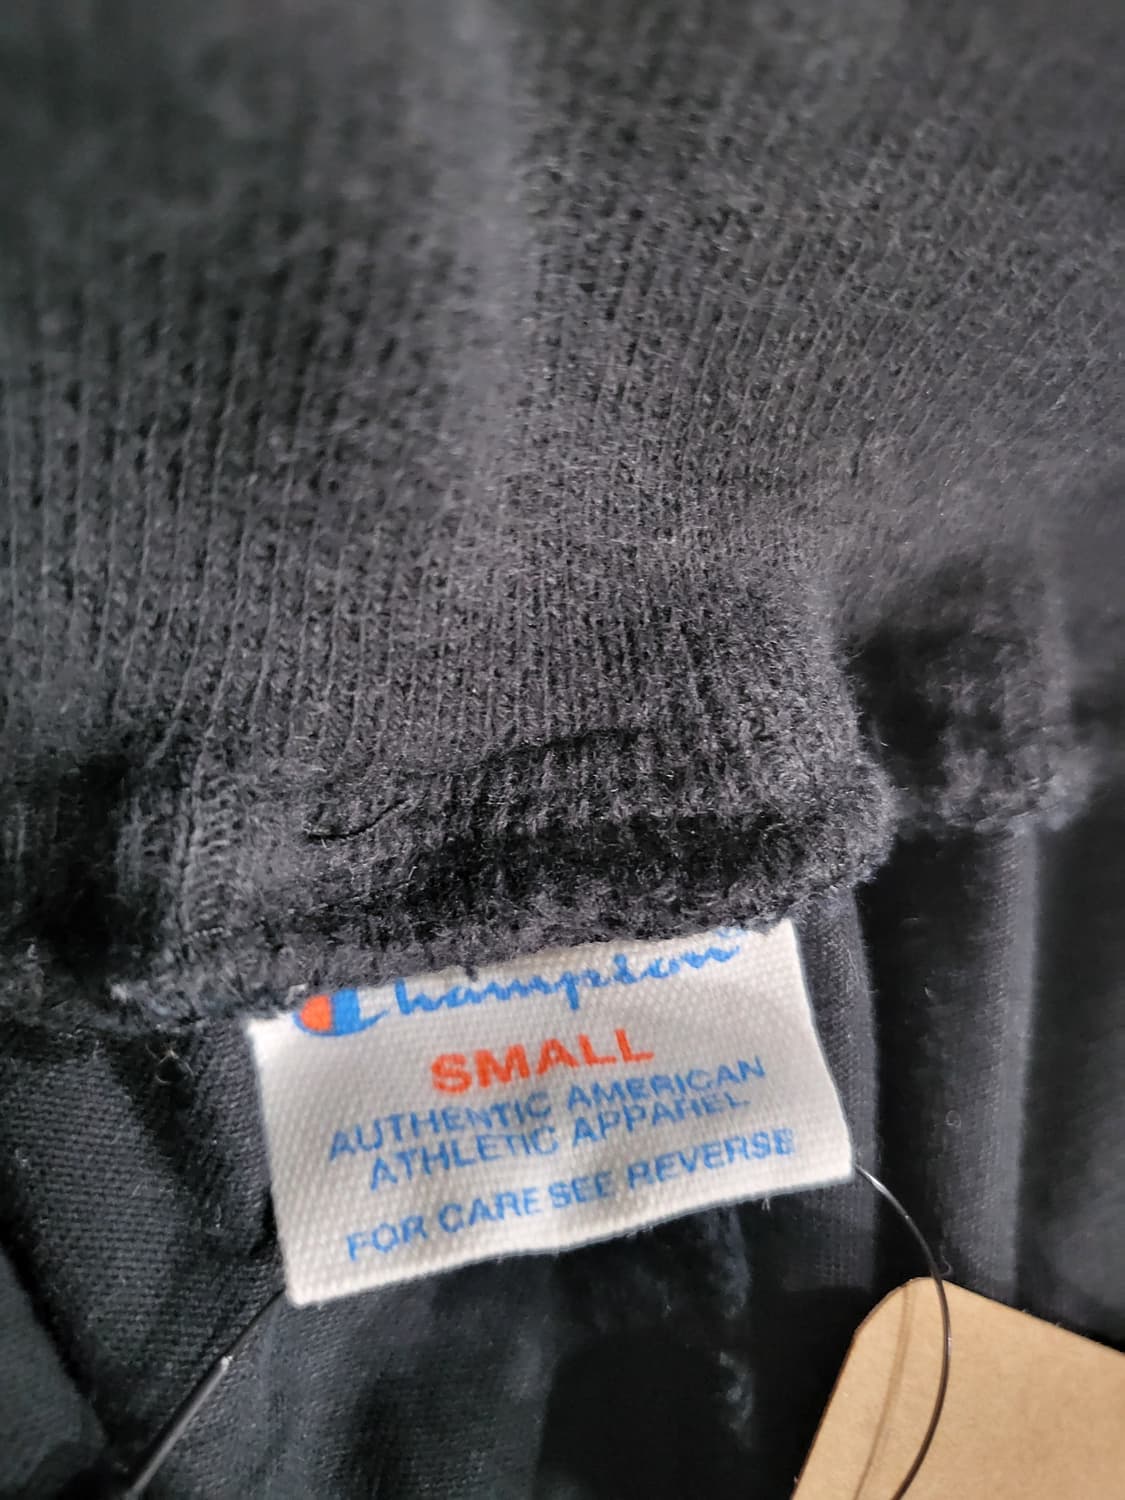 Champion
SMALL
AUTHENTIC AMERICAN
ATHLETIC APPAREL
FOR CARE SEE REVERSE